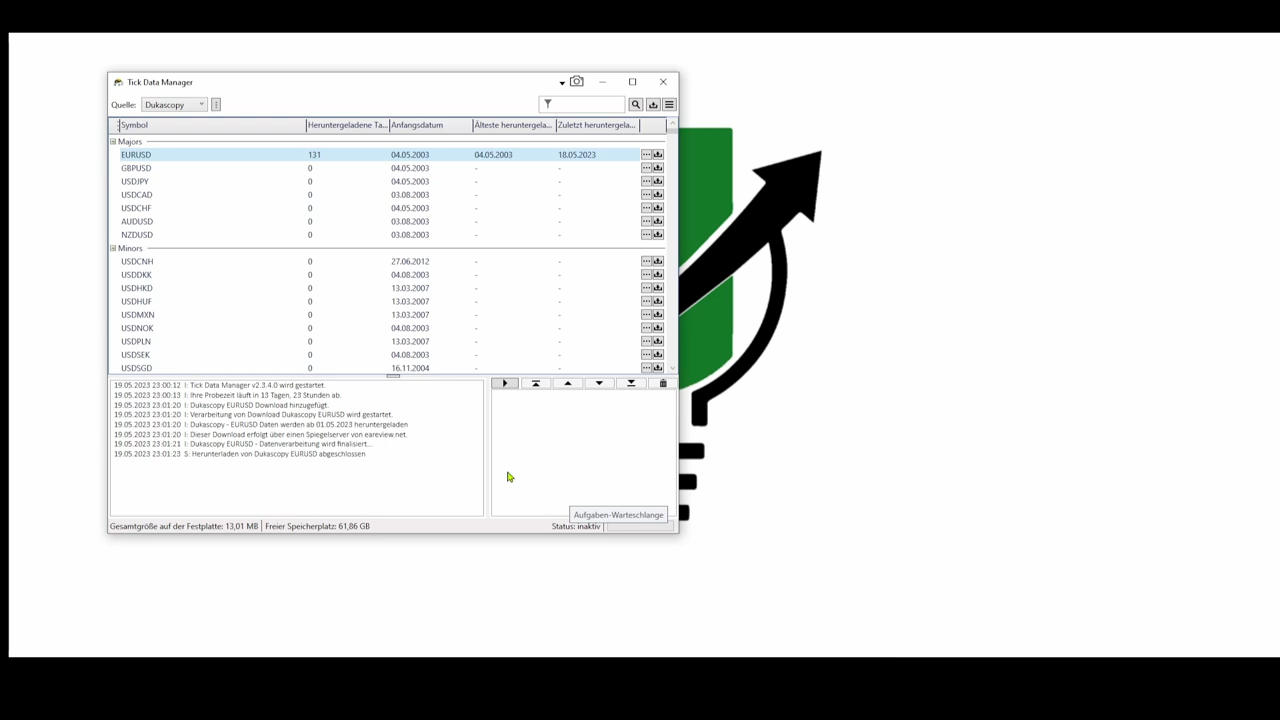 Tick Data Manager
Quelle: Dukascopy
Symbol Heruntergeladene Ta... Anfangsdatum Älteste heruntergela... Zuletzt heruntergela...
Majors
EURUSD 131 04.05.2003 04.05.2003 18.05.2023
GBPUSD 0 04.05.2003 - -
USDJPY 0 04.05.2003 - -
USDCAD 0 03.08.2003 - -
USDCHF 0 04.05.2003 - -
AUDUSD 0 03.08.2003 - -
NZDUSD 0 03.08.2003 - -
Minors
USDCNH 0 27.06.2012 - -
USDDKK 0 04.08.2003 - -
USDHKD 0 13.03.2007 - -
USDHUF 0 13.03.2007 - -
USDMXN 0 13.03.2007 - -
USDNOK 0 04.08.2003 - -
USDPLN 0 13.03.2007 - -
USDSEK 0 04.08.2003 - -
USDSGD 0 16.11.2004 - -
19.05.2023 23:00:12 I: Tick Data Manager v2.3.4.0 wird gestartet.
19.05.2023 23:00:13 I: Ihre Probezeit läuft in 13 Tagen, 23 Stunden ab.
19.05.2023 23:01:20 I: Dukascopy EURUSD Download hinzugefügt.
19.05.2023 23:01:20 I: Verarbeitung von Download Dukascopy EURUSD wird gestartet.
19.05.2023 23:01:20 I: Dukascopy - EURUSD Daten werden ab 01.05.2023 heruntergeladen
19.05.2023 23:01:20 I: Dieser Download erfolgt über einen Spiegelserver von eareview.net.
19.05.2023 23:01:21 I: Dukascopy EURUSD - Datenverarbeitung wird finalisiert...
19.05.2023 23:01:23 S: Herunterladen von Dukascopy EURUSD abgeschlossen
Aufgaben-Warteschlange
Gesamtgröße auf der Festplatte: 13,01 MB Freier Speicherplatz: 61,86 GB Status: inaktiv